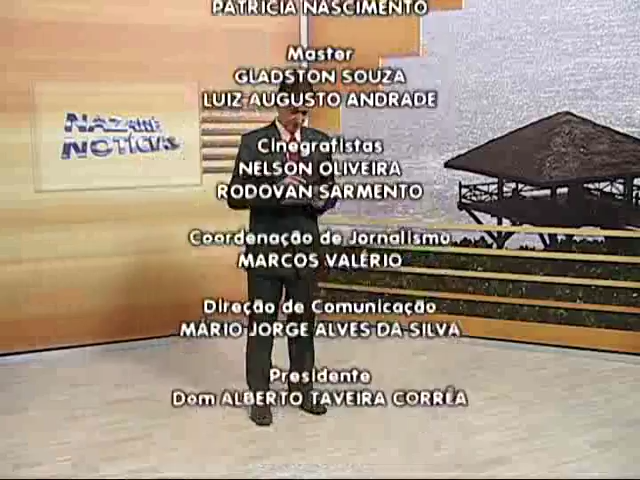 PATRÍCIA NASCIMENTO
Master
GLADSTON SOUZA
LUIZ AUGUSTO ANDRADE
NAZARÉ
NOTÍCIAS
Cinegrafistas
NELSON OLIVEIRA
RODOVAN SARMENTO
Coordenação de Jornalismo
MARCOS VALÉRIO
Direção de Comunicação
MÁRIO JORGE ALVES DA SILVA
Presidente
Dom ALBERTO TAVEIRA CORRÊA